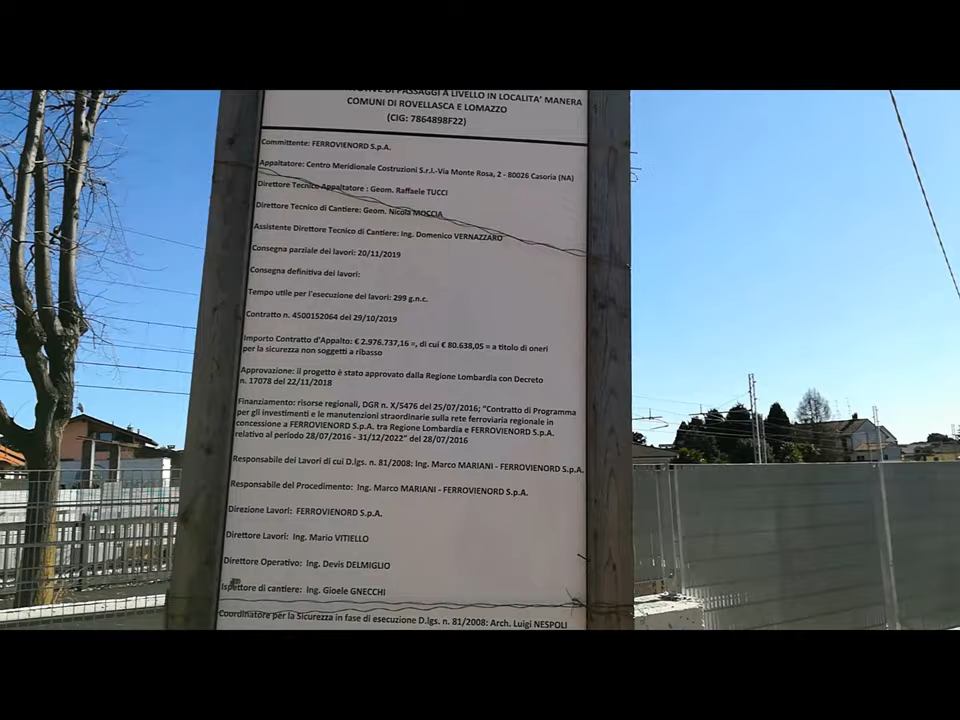 DI PASSAGGI A LIVELLO IN LOCALITA' MANERA
COMUNI DI ROVELLASCA E LOMAZZO
(CIG: 7864898F22)
Committente: FERROVIENORD S.p.A.
Appaltatore: Centro Meridionale Costruzioni S.r.l.-Via Monte Rosa, 2 - 80026 Casoria (NA)
Direttore Tecnico Appaltatore : Geom. Raffaele TUCCI
Direttore Tecnico di Cantiere: Geom. Nicola MOCCIA
Assistente Direttore Tecnico di Cantiere: Ing. Domenico VERNAZZARO
Consegna parziale dei lavori: 20/11/2019
Consegna definitiva dei lavori:
Tempo utile per l'esecuzione dei lavori: 299 g.n.c.
Contratto n. 4500152064 del 29/10/2019
Importo Contratto d'Appalto: € 2.976.737,16 =, di cui € 80.638,05 = a titolo di oneri
per la sicurezza non soggetti a ribasso
Approvazione: il progetto è stato approvato dalla Regione Lombardia con Decreto
n. 17078 del 22/11/2018
Finanziamento: risorse regionali, DGR n. X/5476 del 25/07/2016; "Contratto di Programma
per gli investimenti e le manutenzioni straordinarie sulla rete ferroviaria regionale in
concessione a FERROVIENORD S.p.A. tra Regione Lombardia e FERROVIENORD S.p.A.
relativo al periodo 28/07/2016 - 31/12/2022" del 28/07/2016
Responsabile dei Lavori di cui D.lgs. n. 81/2008: Ing. Marco MARIANI - FERROVIENORD S.p.A.
Responsabile del Procedimento: Ing. Marco MARIANI - FERROVIENORD S.p.A.
Direzione Lavori: FERROVIENORD S.p.A.
Direttore Lavori: Ing. Mario VITIELLO
Direttore Operativo: Ing. Devis DELMIGLIO
Ispettore di cantiere: Ing. Gioele GNECCHI
Coordinatore per la Sicurezza in fase di esecuzione D.lgs. n. 81/2008: Arch. Luigi NESPOLI